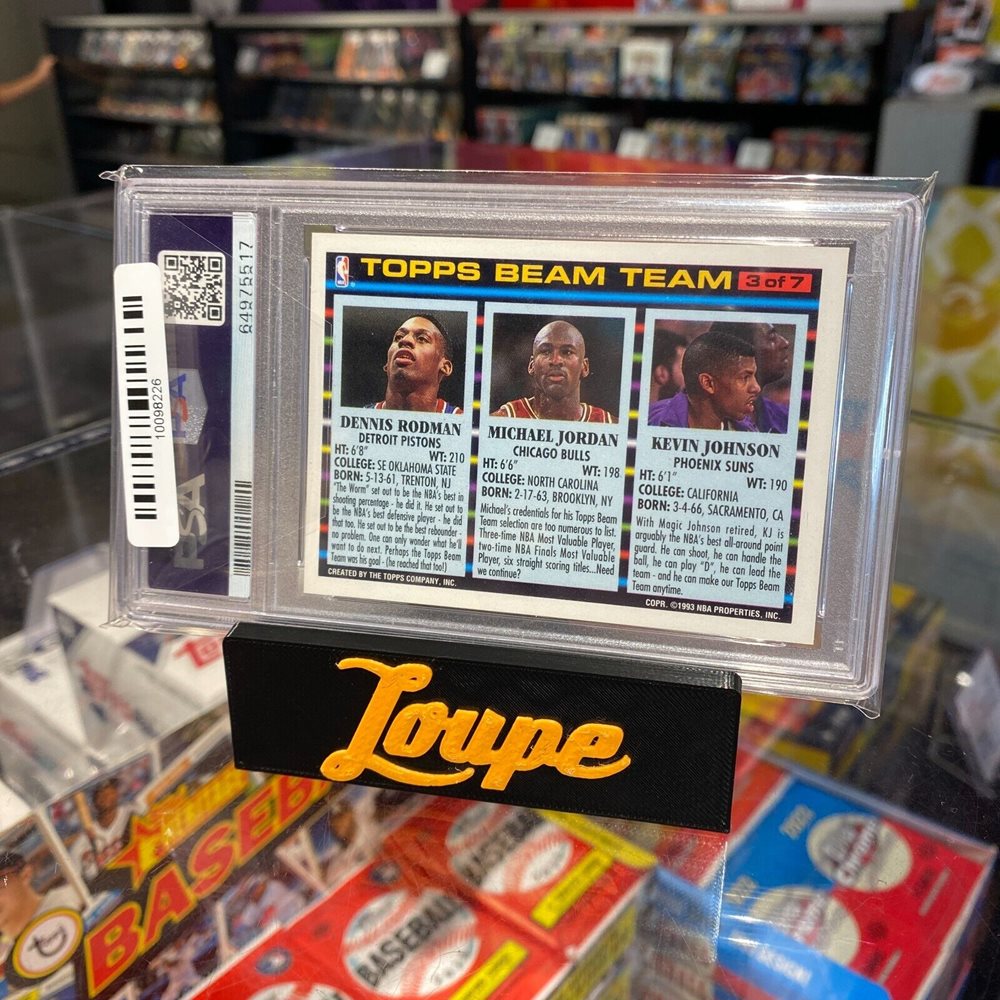 TOPPS BEAM TEAM 3 of 7
DENNIS RODMAN
DETROIT PISTONS
HT: 6'8" WT: 210
COLLEGE: SE OKLAHOMA STATE
BORN: 5-13-61, TRENTON, NJ
"The Worm" set out to be the NBA's best in
shooting percentage - he did it. He set out to
be the NBA's best defensive player - he did
that too. He set out to be the best rebounder -
no problem. One can only wonder what he'll
want to do next. Perhaps the Topps Beam
Team was his goal - (he reached that too!)
MICHAEL JORDAN
CHICAGO BULLS
HT: 6'6" WT: 198
COLLEGE: NORTH CAROLINA
BORN: 2-17-63, BROOKLYN, NY
Michael's credentials for his Topps Beam
Team selection are too numerous to list.
Three-time NBA Most Valuable Player,
two-time NBA Finals Most Valuable
Player, six straight scoring titles...Need
we continue?
KEVIN JOHNSON
PHOENIX SUNS
HT: 6'1" WT: 190
COLLEGE: CALIFORNIA
BORN: 3-4-66, SACRAMENTO, CA
With Magic Johnson retired, KJ is
arguably the NBA's best all-around point
guard. He can shoot, he can handle the
ball, he can play "D", he can lead the
team - and he can make our Topps Beam
Team anytime.
CREATED BY THE TOPPS COMPANY, INC.
COPR. ©1993 NBA PROPERTIES, INC.
64975517
10098226
PSA
Loupe
BASEBALL
BASEBALL
BASEBALL